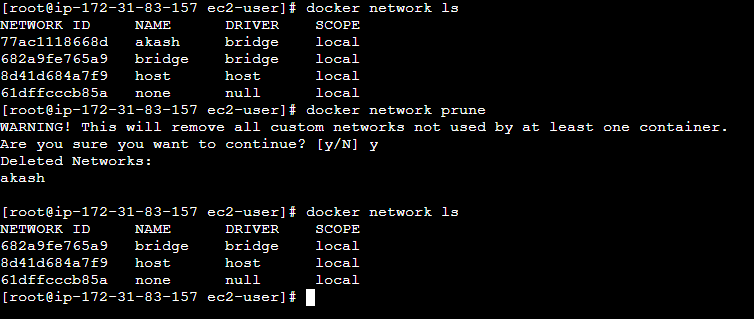 [root@ip-172-31-83-157 ec2-user]# docker network ls
NETWORK ID     NAME      DRIVER    SCOPE
77ac1118668d   akash     bridge    local
682a9fe765a9   bridge    bridge    local
8d41d684a7f9   host      host      local
61dffcccb85a   none      null      local
[root@ip-172-31-83-157 ec2-user]# docker network prune
WARNING! This will remove all custom networks not used by at least one container.
Are you sure you want to continue? [y/N] y
Deleted Networks:
akash
[root@ip-172-31-83-157 ec2-user]# docker network ls
NETWORK ID     NAME      DRIVER    SCOPE
682a9fe765a9   bridge    bridge    local
8d41d684a7f9   host      host      local
61dffcccb85a   none      null      local
[root@ip-172-31-83-157 ec2-user]#